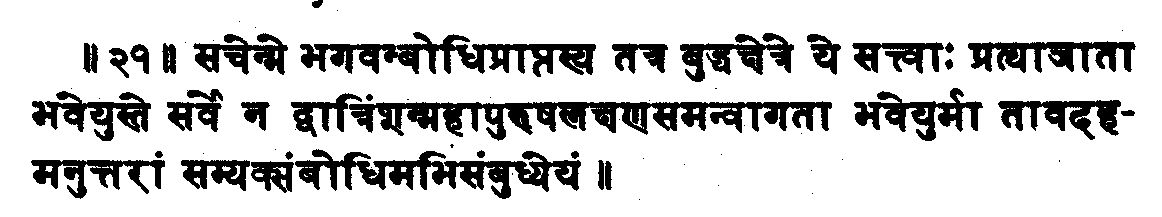 ॥२१॥ सचेन्मे भगवम्बोधिप्राप्तस्य तत्र बुद्धक्षेत्रे ये सत्त्वाः प्रत्याजाता
भवेयुस्ते सर्वे न द्वात्रिंशन्महापुरुषलक्षणसमन्वागता भवेयुर्मा तावदह-
मनुत्तरां सम्यक्संबोधिमभिसंबुध्येयं ॥